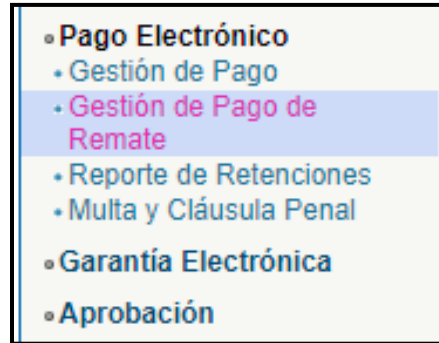 Pago Electrónico
Gestión de Pago
Gestión de Pago de
Remate
Reporte de Retenciones
Multa y Cláusula Penal
Garantía Electrónica
Aprobación